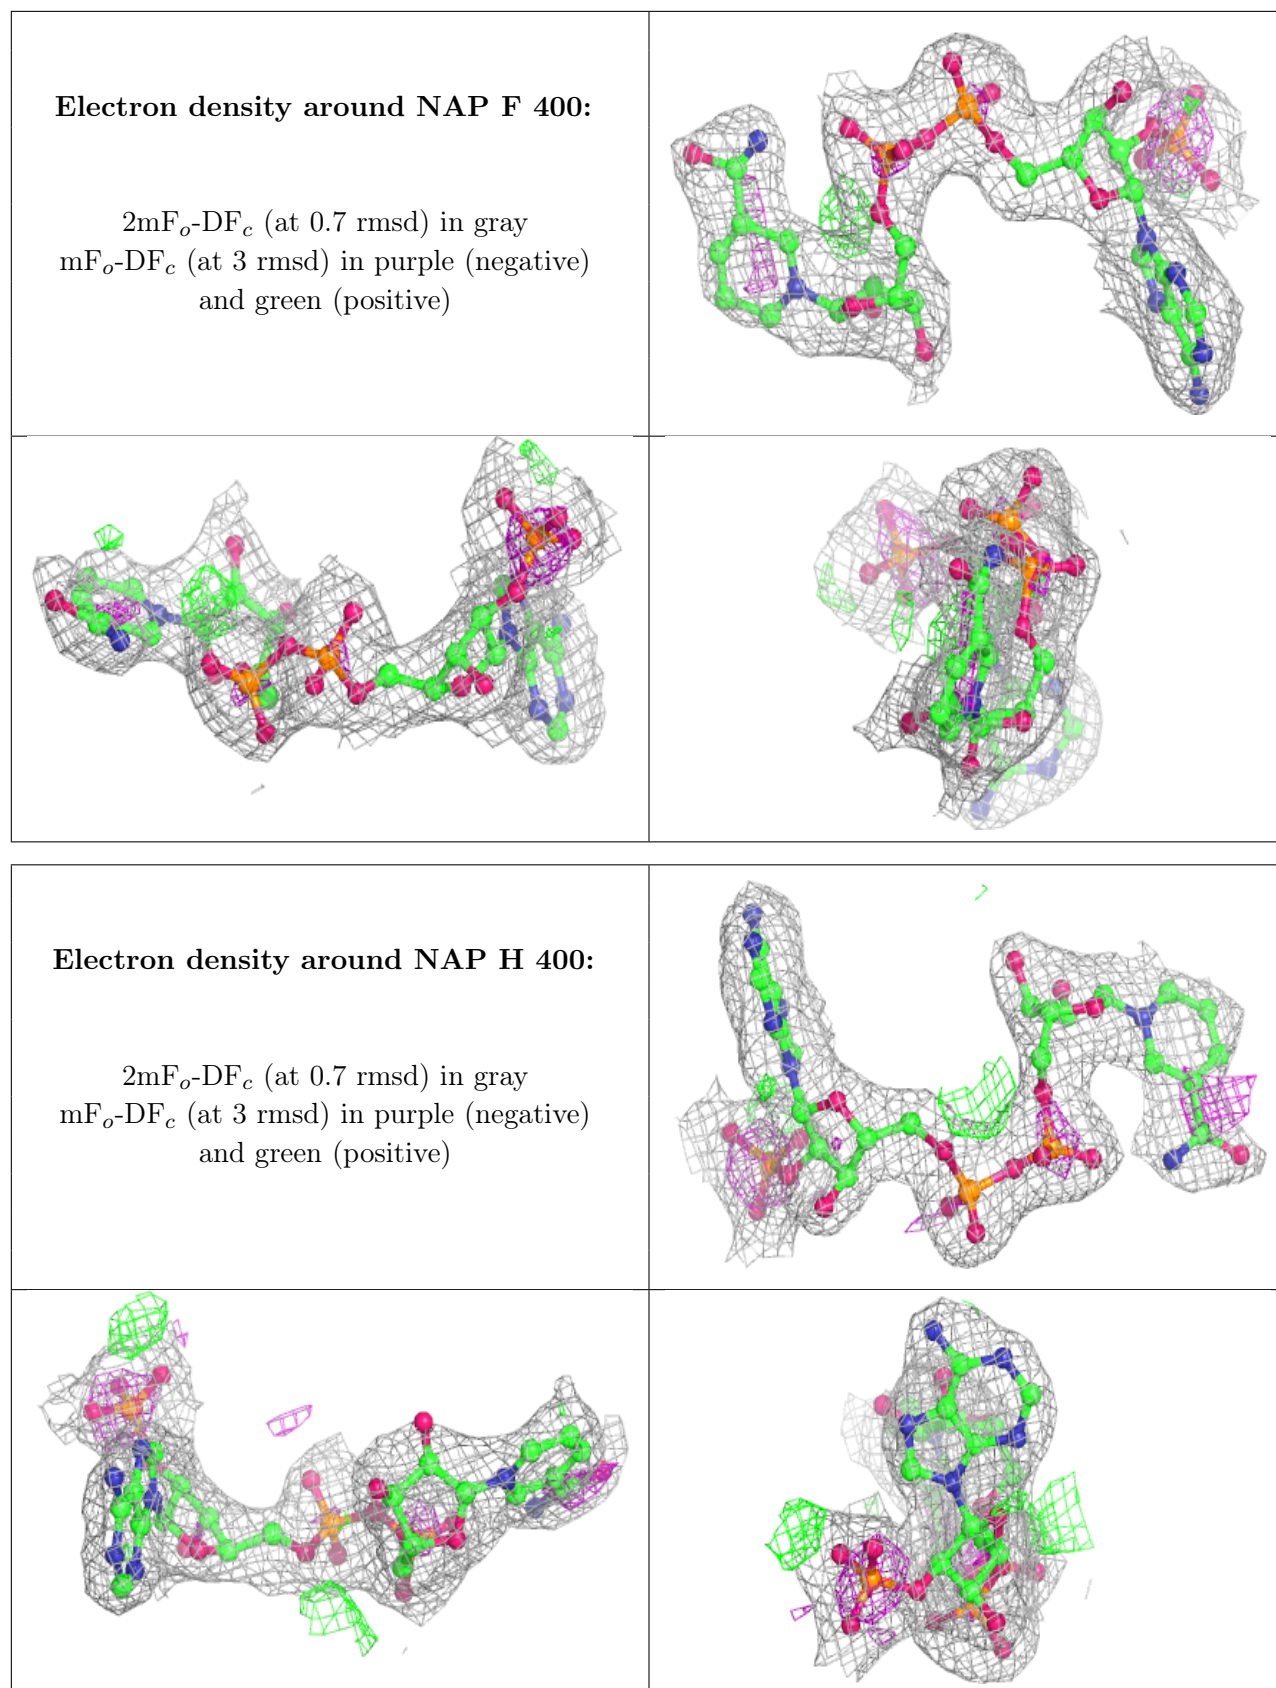 Electron density around NAP F 400:
2mFo-DFc (at 0.7 rmsd) in gray
mFo-DFc (at 3 rmsd) in purple (negative)
and green (positive)
Electron density around NAP H 400:
2mFo-DFc (at 0.7 rmsd) in gray
mFo-DFc (at 3 rmsd) in purple (negative)
and green (positive)